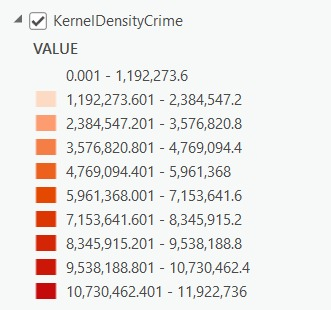 KernelDensityCrime
VALUE
0.001 - 1,192,273.6
1,192,273.601 - 2,384,547.2
2,384,547.201 - 3,576,820.8
3,576,820.801 - 4,769,094.4
4,769,094.401 - 5,961,368
5,961,368.001 - 7,153,641.6
7,153,641.601 - 8,345,915.2
8,345,915.201 - 9,538,188.8
9,538,188.801 - 10,730,462.4
10,730,462.401 - 11,922,736